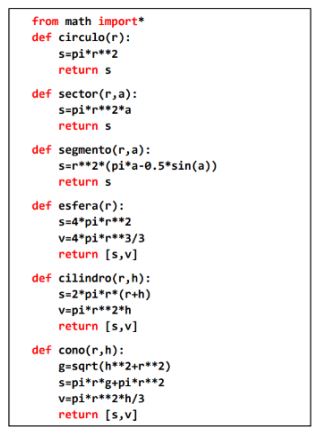 from math import*
def circulo(r):
s=pi*r**2
return s
def sector(r,a):
s=pi*r**2*a
return s
def segmento(r,a):
s=r**2*(pi*a-0.5*sin(a))
return s
def esfera(r):
s=4*pi*r**2
v=4*pi*r**3/3
return [s,v]
def cilindro(r,h):
s=2*pi*r*(r+h)
v=pi*r**2*h
return [s,v]
def cono(r,h):
g=sqrt(h**2+r**2)
s=pi*r*g+pi*r**2
v=pi*r**2*h/3
return [s,v]